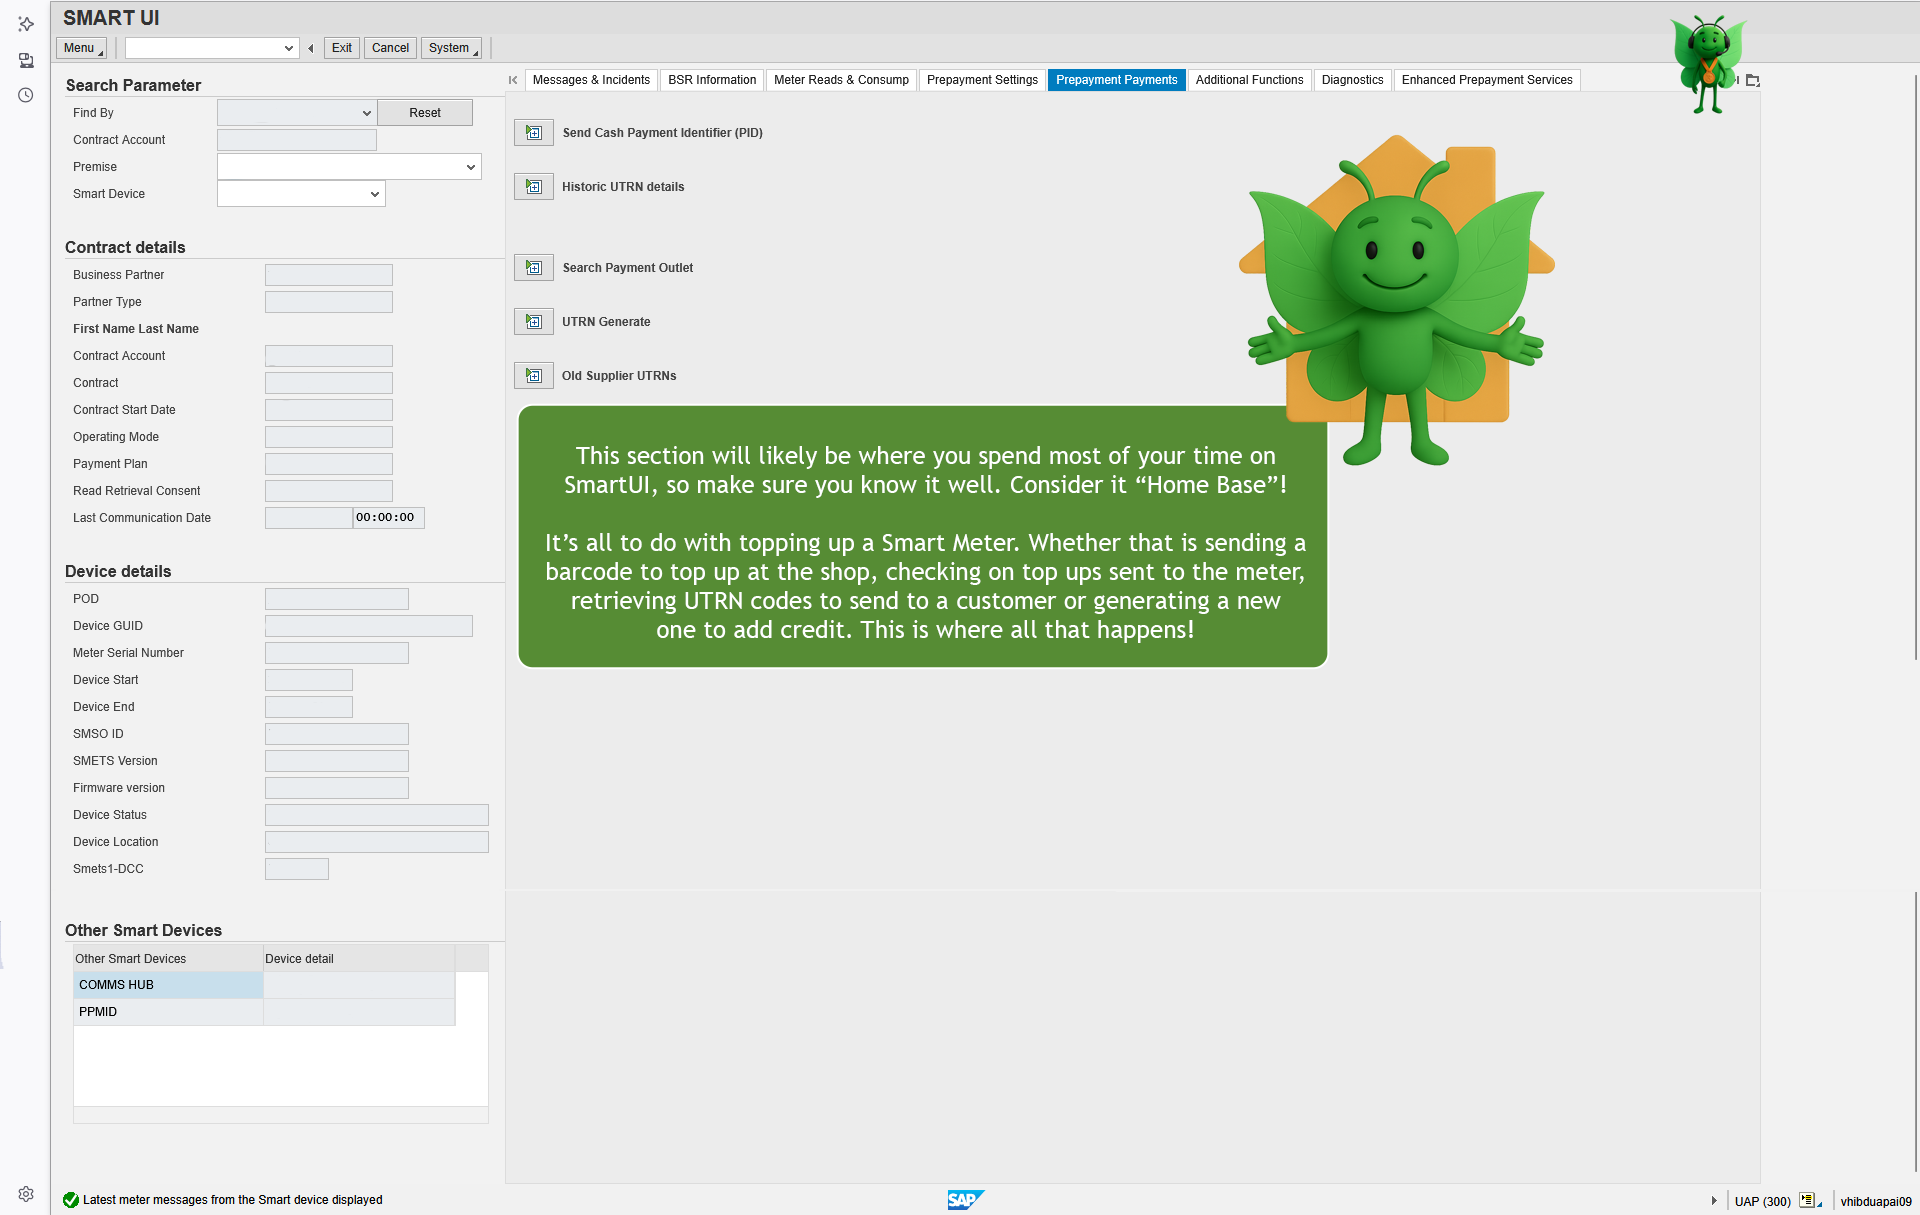 SMART UI
Menu
Exit
Cancel
System
Search Parameter
Find By
Reset
Contract Account
Premise
Smart Device
Contract details
Business Partner
Partner Type
First Name Last Name
Contract Account
Contract
Contract Start Date
Operating Mode
Payment Plan
Read Retrieval Consent
Last Communication Date 00:00:00
Device details
POD
Device GUID
Meter Serial Number
Device Start
Device End
SMSO ID
SMETS Version
Firmware version
Device Status
Device Location
Smets1-DCC
Other Smart Devices
Other Smart Devices Device detail
COMMS HUB
PPMID
Messages & Incidents
BSR Information
Meter Reads & Consump
Prepayment Settings
Prepayment Payments
Additional Functions
Diagnostics
Enhanced Prepayment Services
Send Cash Payment Identifier (PID)
Historic UTRN details
Search Payment Outlet
UTRN Generate
Old Supplier UTRNs
This section will likely be where you spend most of your time on
SmartUI, so make sure you know it well. Consider it “Home Base”!
It’s all to do with topping up a Smart Meter. Whether that is sending a
barcode to top up at the shop, checking on top ups sent to the meter,
retrieving UTRN codes to send to a customer or generating a new
one to add credit. This is where all that happens!
Latest meter messages from the Smart device displayed
SAP
UAP (300)
vhibduapai09